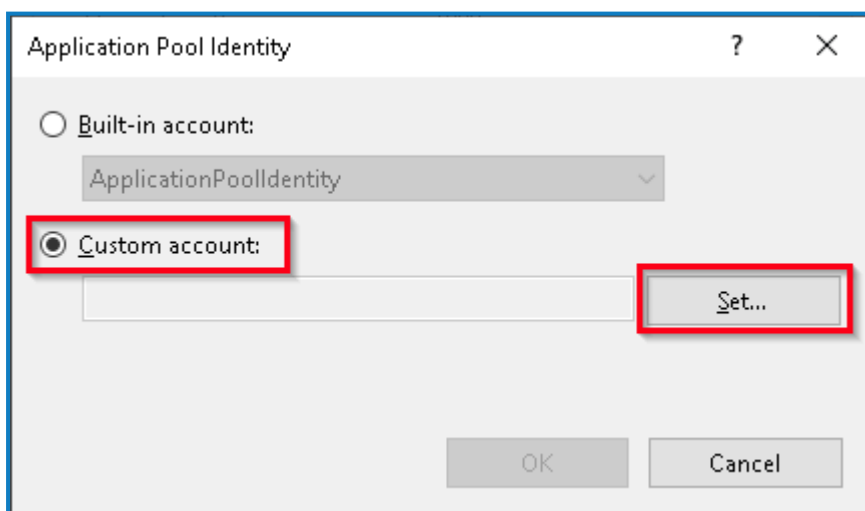 Application Pool Identity
?
Built-in account:
ApplicationPoolIdentity
Custom account:
Set...
OK
Cancel